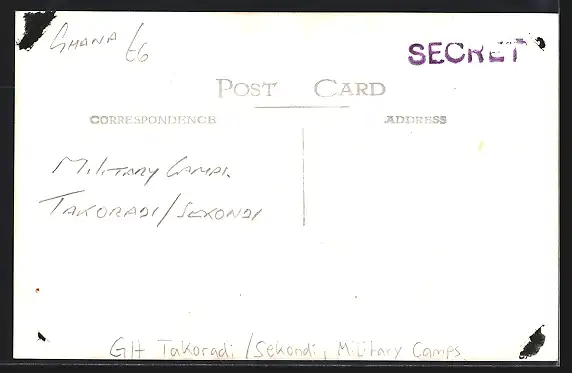 GHANA 66
SECRET
POST CARD
CORRESPONDENCE ADDRESS
MILITARY CAMPS.
TAKORADI/SEKONDI
GH Takoradi/Sekondi, Military Camps